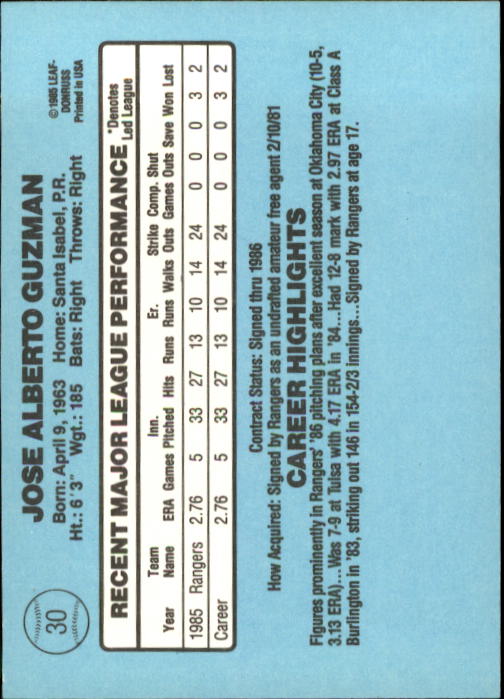 30
JOSE ALBERTO GUZMAN
©1985 LEAF-
DONRUSS
Printed in USA
Born: April 9, 1963 Home: Santa Isabel, P.R.
Ht.: 6'3" Wgt.: 185 Bats: Right Throws: Right
RECENT MAJOR LEAGUE PERFORMANCE *Denotes Led League
Team Inn. Er. Strike Comp. Shut
Year Name ERA Games Pitched Hits Runs Runs Walks Outs Games Outs Save Won Lost
1985 Rangers 2.76 5 33 27 13 10 14 24 0 0 0 3 2
Career 2.76 5 33 27 13 10 14 24 0 0 0 3 2
Contract Status: Signed thru 1986
How Acquired: Signed by Rangers as an undrafted amateur free agent 2/10/81
CAREER HIGHLIGHTS
Figures prominently in Rangers' '86 pitching plans after excellent season at Oklahoma City (10-5,
3.13 ERA)...Was 7-9 at Tulsa with 4.17 ERA in '84...Had 12-8 mark with 2.97 ERA at Class A
Burlington in '83, striking out 146 in 154-2/3 innings...Signed by Rangers at age 17.